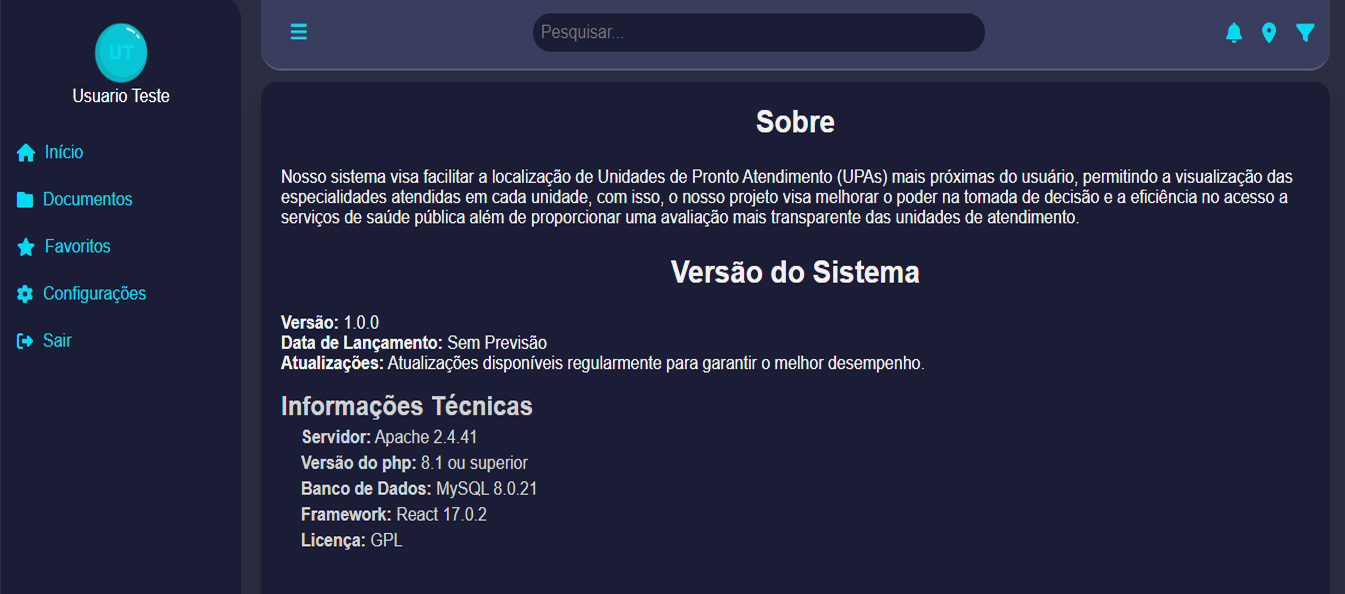 UT
Usuario Teste
Início
Documentos
Favoritos
Configurações
Sair
Pesquisar...
Sobre
Nosso sistema visa facilitar a localização de Unidades de Pronto Atendimento (UPAs) mais próximas do usuário, permitindo a visualização das
especialidades atendidas em cada unidade, com isso, o nosso projeto visa melhorar o poder na tomada de decisão e a eficiência no acesso a
serviços de saúde pública além de proporcionar uma avaliação mais transparente das unidades de atendimento.
Versão do Sistema
Versão: 1.0.0
Data de Lançamento: Sem Previsão
Atualizações: Atualizações disponíveis regularmente para garantir o melhor desempenho.
Informações Técnicas
Servidor: Apache 2.4.41
Versão do php: 8.1 ou superior
Banco de Dados: MySQL 8.0.21
Framework: React 17.0.2
Licença: GPL